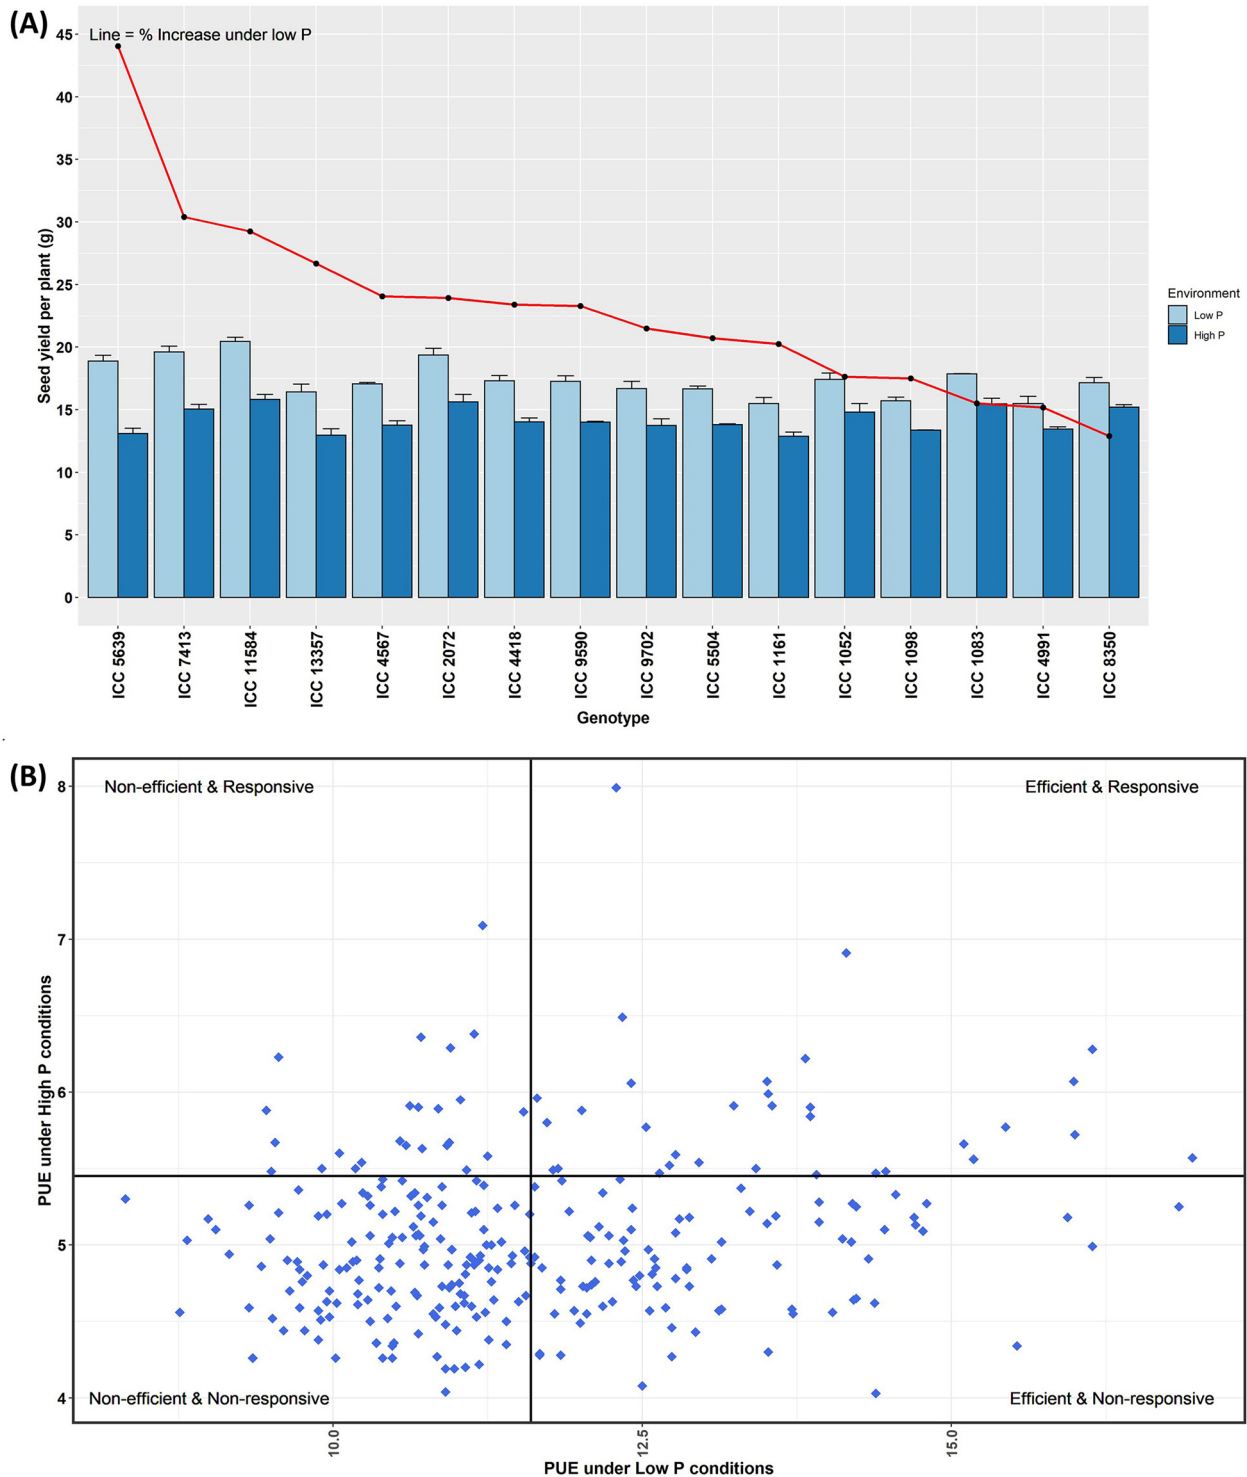 (A)
Line = % Increase under low P
45
40
35
30
25
20
15
10
5
0
Seed yield per plant (g)
Environment
Low P
High P
ICC 5639
ICC 7413
ICC 11584
ICC 13357
ICC 4567
ICC 2072
ICC 4418
ICC 9590
ICC 9702
ICC 5504
ICC 1161
ICC 1052
ICC 1098
ICC 1083
ICC 4991
ICC 8350
Genotype
(B)
Non-efficient & Responsive
Efficient & Responsive
8
7
6
5
4
PUE under High P conditions
Non-efficient & Non-responsive
Efficient & Non-responsive
10.0
12.5
15.0
PUE under Low P conditions